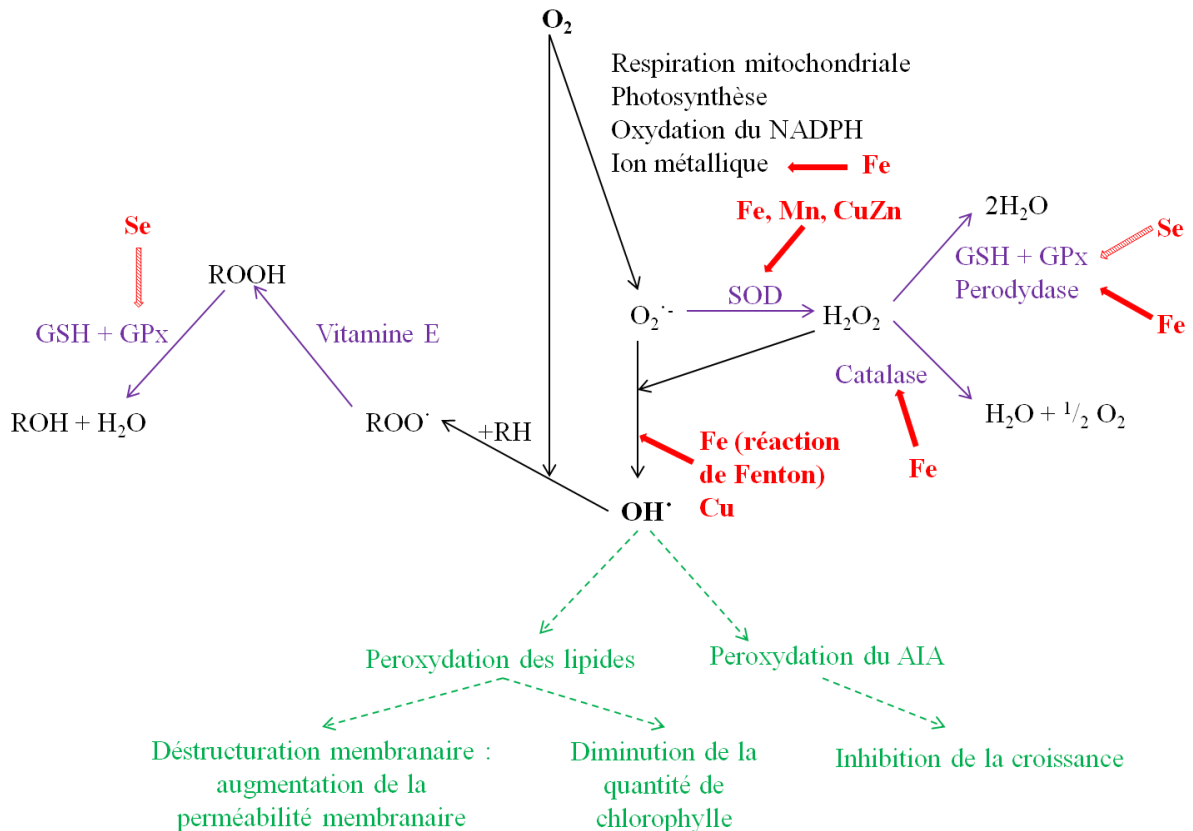 O₂
Respiration mitochondriale
Photosynthèse
Oxydation du NADPH
Ion métallique
Fe
Fe, Mn, CuZn
Se
2H₂O
Se
ROOH
GSH + GPx
Perodydase
SOD
GSH + GPx
Vitamine E
O₂˙⁻
H₂O₂
Fe
Catalase
ROH + H₂O
ROO˙
+RH
H₂O + ¹/₂ O₂
Fe (réaction
de Fenton)
Cu
Fe
OH˙
Peroxydation des lipides
Peroxydation du AIA
Déstructuration membranaire :
augmentation de la
perméabilité membranaire
Diminution de la
quantité de
chlorophylle
Inhibition de la croissance